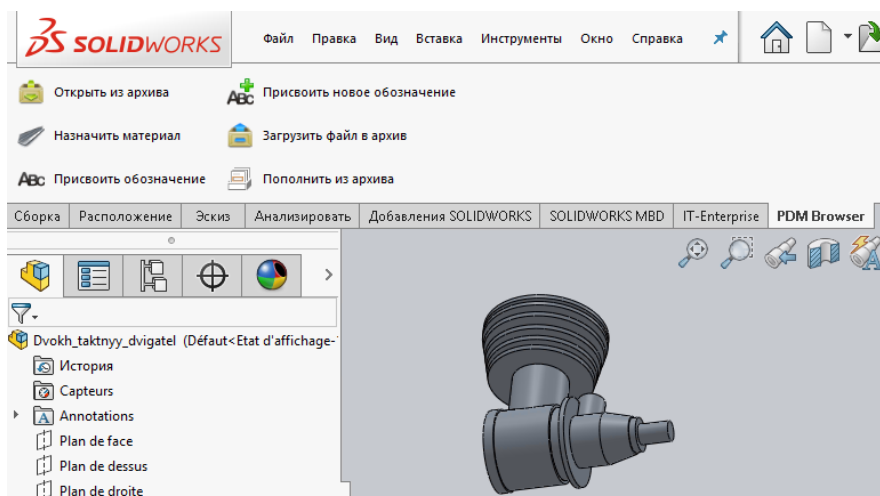 SOLIDWORKS Файл Правка Вид Вставка Инструменты Окно Справка
Открыть из архива ABC Присвоить новое обозначение
Назначить материал Загрузить файл в архив
ABC Присвоить обозначение Пополнить из архива
Сборка Расположение Эскиз Анализировать Добавления SOLIDWORKS SOLIDWORKS MBD IT-Enterprise PDM Browser
Dvokh_taktnyy_dvigatel (Défaut<Etat d'affichage-
История
Capteurs
A Annotations
Plan de face
Plan de dessus
Plan de droite